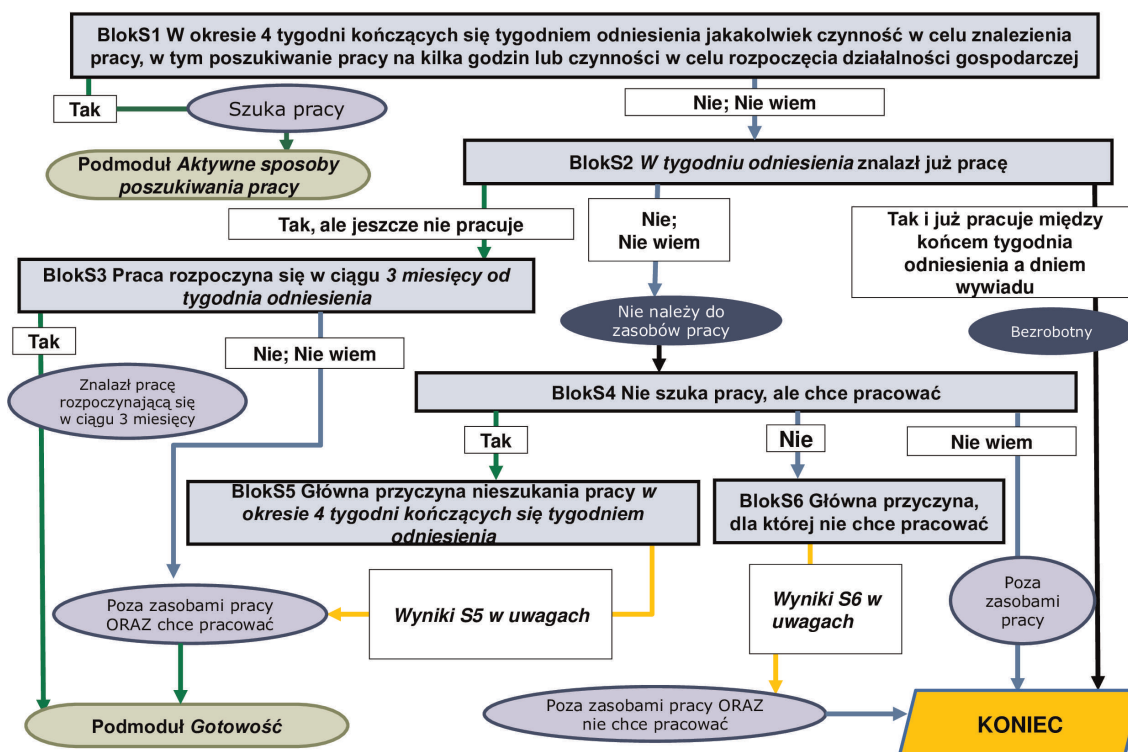 BlokS1 W okresie 4 tygodni kończących się tygodniem odniesienia jakakolwiek czynność w celu znalezienia
pracy, w tym poszukiwanie pracy na kilka godzin lub czynności w celu rozpoczęcia działalności gospodarczej
Tak
Szuka pracy
Nie; Nie wiem
Podmoduł Aktywne sposoby
poszukiwania pracy
BlokS2 W tygodniu odniesienia znalazł już pracę
Tak, ale jeszcze nie pracuje
Nie;
Nie wiem
Tak i już pracuje między
końcem tygodnia
odniesienia a dniem
wywiadu
BlokS3 Praca rozpoczyna się w ciągu 3 miesięcy od
tygodnia odniesienia
Nie należy do
zasobów pracy
Bezrobotny
Tak
Nie; Nie wiem
Znalazł pracę
rozpoczynającą się
w ciągu 3 miesięcy
BlokS4 Nie szuka pracy, ale chce pracować
Tak
Nie
Nie wiem
BlokS5 Główna przyczyna nieszukania pracy w
okresie 4 tygodni kończących się tygodniem
odniesienia
BlokS6 Główna przyczyna,
dla której nie chce pracować
Poza zasobami pracy
ORAZ chce pracować
Wyniki S5 w uwagach
Wyniki S6 w
uwagach
Poza
zasobami
pracy
Podmoduł Gotowość
Poza zasobami pracy ORAZ
nie chce pracować
KONIEC